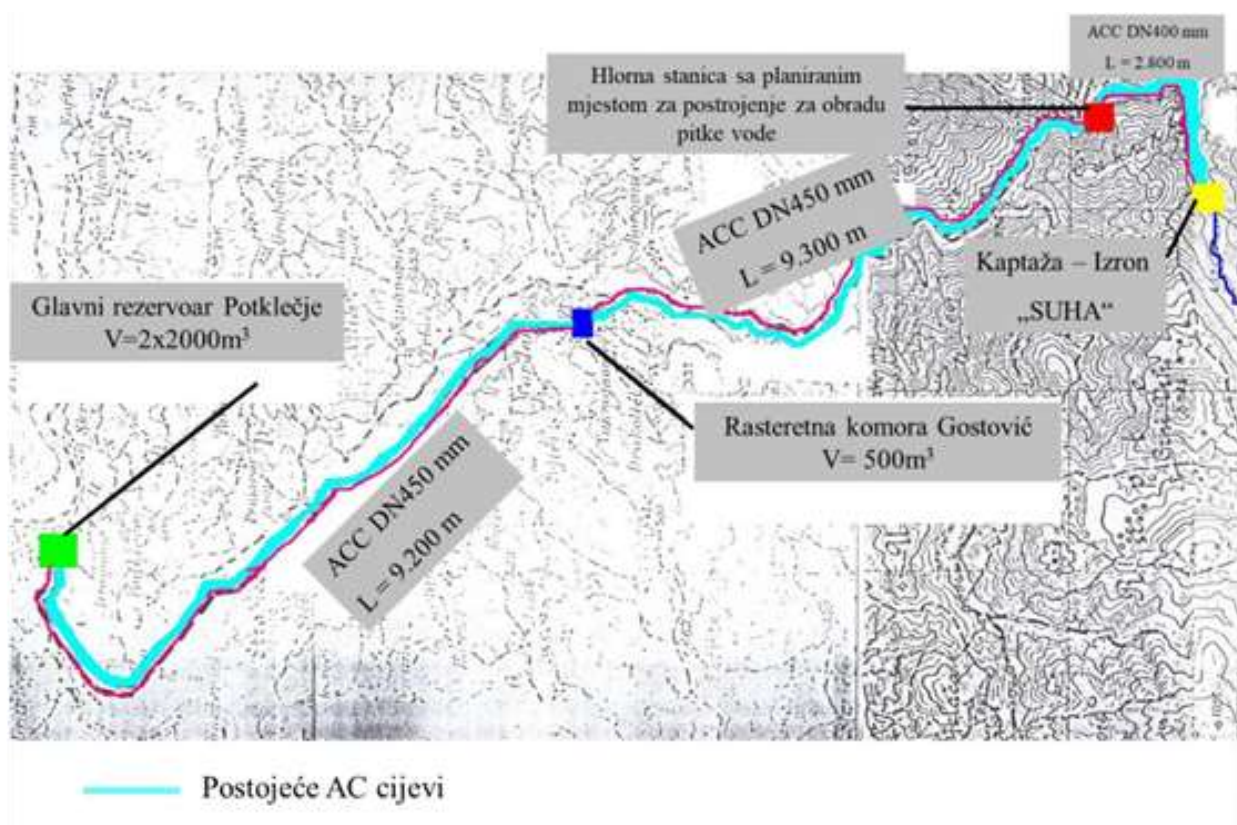 ACC DN400 mm
L = 2.800 m
Hlorna stanica sa planiranim
mjestom za postrojenje za obradu
pitke vode
ACC DN450 mm
L = 9.300 m
Kaptaža – Izron
„SUHA“
Glavni rezervoar Potklečje
V=2x2000m³
Rasteretna komora Gostović
V= 500m³
ACC DN450 mm
L = 9.200 m
Postojeće AC cijevi